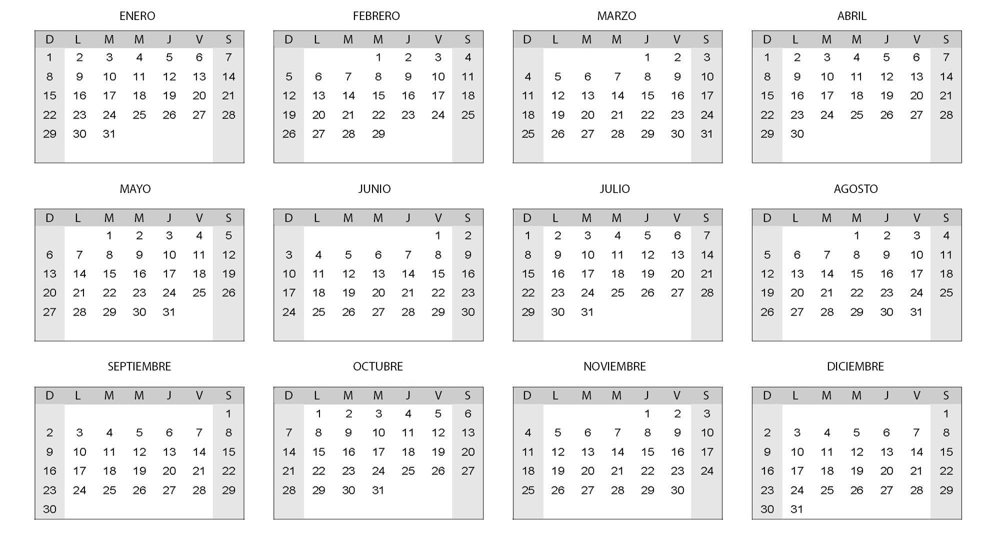 ENERO FEBRERO MARZO ABRIL
D L M M J V S D L M M J V S D L M M J V S D L M M J V S
1 2 3 4 5 6 7 1 2 3 4 1 2 3 1 2 3 4 5 6 7
8 9 10 11 12 13 14 5 6 7 8 9 10 11 4 5 6 7 8 9 10 8 9 10 11 12 13 14
15 16 17 18 19 20 21 12 13 14 15 16 17 18 11 12 13 14 15 16 17 15 16 17 18 19 20 21
22 23 24 25 26 27 28 19 20 21 22 23 24 25 18 19 20 21 22 23 24 22 23 24 25 26 27 28
29 30 31 26 27 28 29 25 26 27 28 29 30 31 29 30
MAYO JUNIO JULIO AGOSTO
D L M M J V S D L M M J V S D L M M J V S D L M M J V S
1 2 3 4 5 1 2 1 2 3 4 5 6 7 1 2 3 4
6 7 8 9 10 11 12 3 4 5 6 7 8 9 8 9 10 11 12 13 14 5 6 7 8 9 10 11
13 14 15 16 17 18 19 10 11 12 13 14 15 16 15 16 17 18 19 20 21 12 13 14 15 16 17 18
20 21 22 23 24 25 26 17 18 19 20 21 22 23 22 23 24 25 26 27 28 19 20 21 22 23 24 25
27 28 29 30 31 24 25 26 27 28 29 30 29 30 31 26 27 28 29 30 31
SEPTIEMBRE OCTUBRE NOVIEMBRE DICIEMBRE
D L M M J V S D L M M J V S D L M M J V S D L M M J V S
1 1 2 3 4 5 6 1 2 3 1
2 3 4 5 6 7 8 7 8 9 10 11 12 13 4 5 6 7 8 9 10 2 3 4 5 6 7 8
9 10 11 12 13 14 15 14 15 16 17 18 19 20 11 12 13 14 15 16 17 9 10 11 12 13 14 15
16 17 18 19 20 21 22 21 22 23 24 25 26 27 18 19 20 21 22 23 24 16 17 18 19 20 21 22
23 24 25 26 27 28 29 28 29 30 31 25 26 27 28 29 30 23 24 25 26 27 28 29
30 30 31